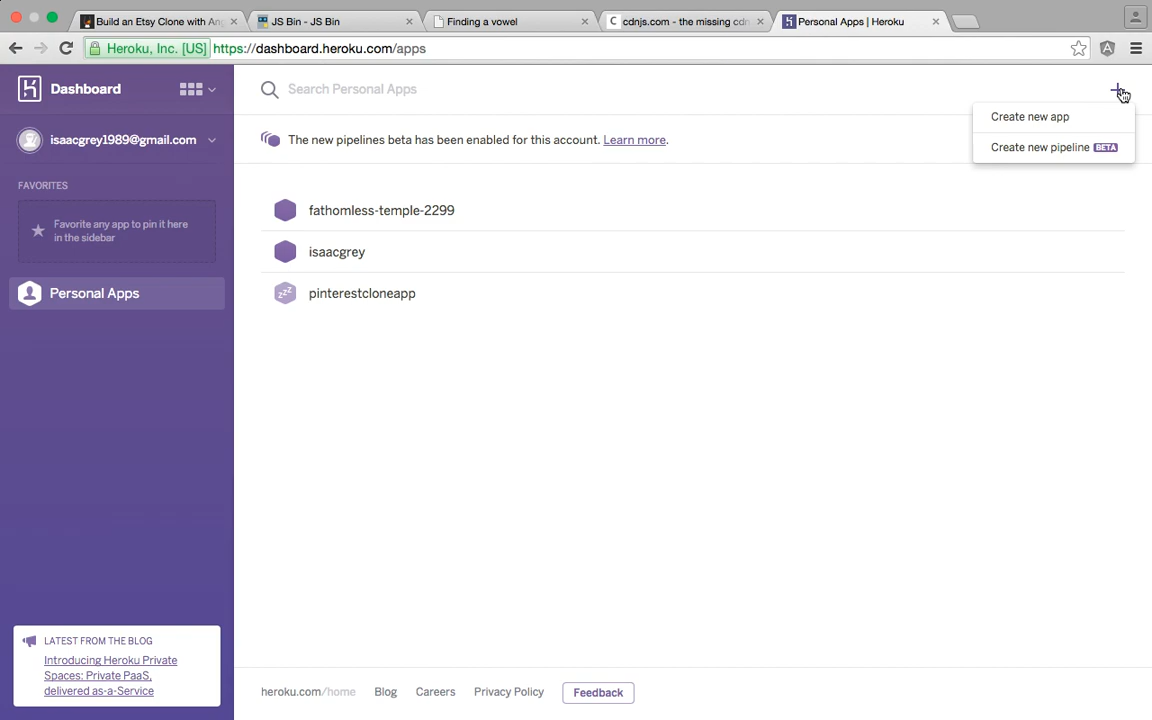 Build an Etsy Clone with Ang
JS Bin - JS Bin
Finding a vowel
cdnjs.com - the missing cdn
Personal Apps | Heroku
Heroku, Inc. [US] https://dashboard.heroku.com/apps
Dashboard
Search Personal Apps
isaacgrey1989@gmail.com
The new pipelines beta has been enabled for this account. Learn more.
Create new app
Create new pipeline BETA
FAVORITES
Favorite any app to pin it here
in the sidebar
Personal Apps
fathomless-temple-2299
isaacgrey
zzz pinterestcloneapp
LATEST FROM THE BLOG
Introducing Heroku Private
Spaces: Private PaaS,
delivered as-a-Service
heroku.com/home Blog Careers Privacy Policy Feedback